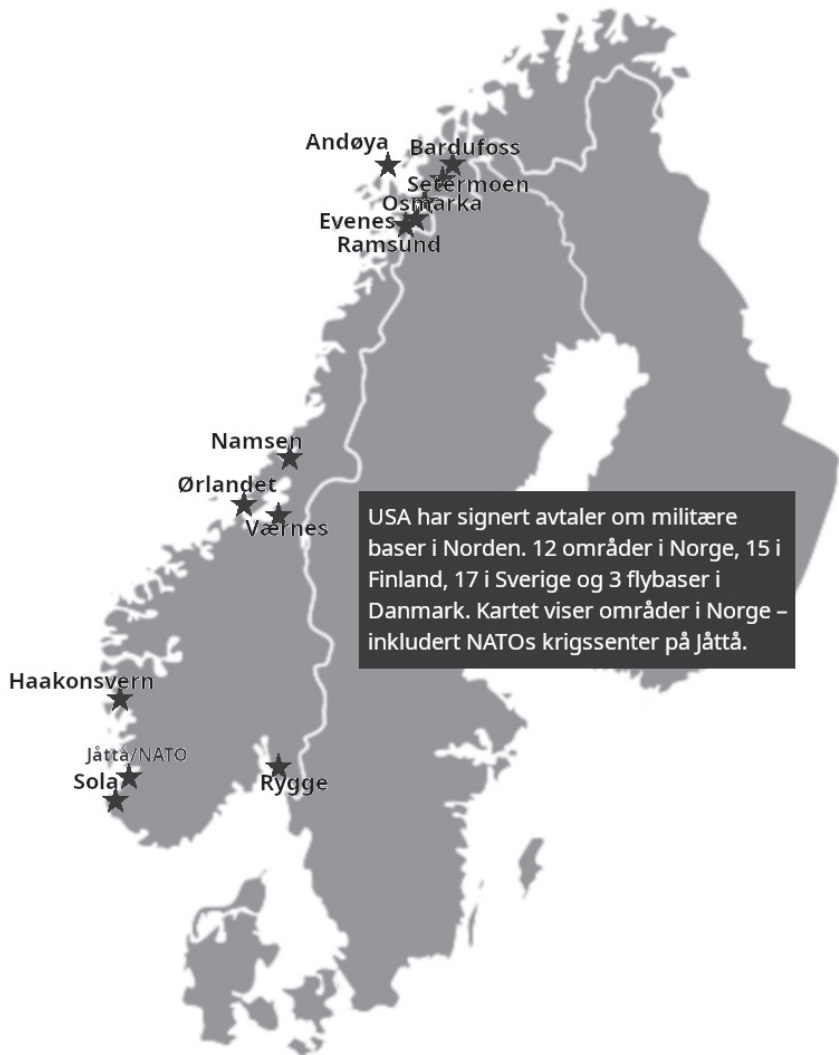 Andøya
Bardufoss
Setermoen
Osmarka
Evenes
Ramsund
Namsen
Ørlandet
Værnes
USA har signert avtaler om militære
baser i Norden. 12 områder i Norge, 15 i
Finland, 17 i Sverige og 3 flybaser i
Danmark. Kartet viser områder i Norge –
inkludert NATOs krigssenter på Jåttå.
Haakonsvern
Jåttå/NATO
Sola
Rygge